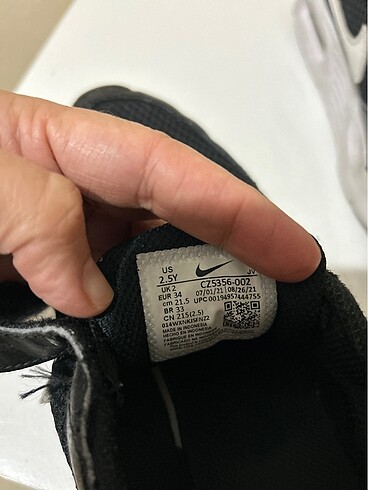 US
2.5Y
UK 2 CZ5356-002
EUR 34 07/01/21 08/26/21
cm 21.5 UPC 00194957444755
BR 33
CN 215(2.5)
MADE IN INDONESIA